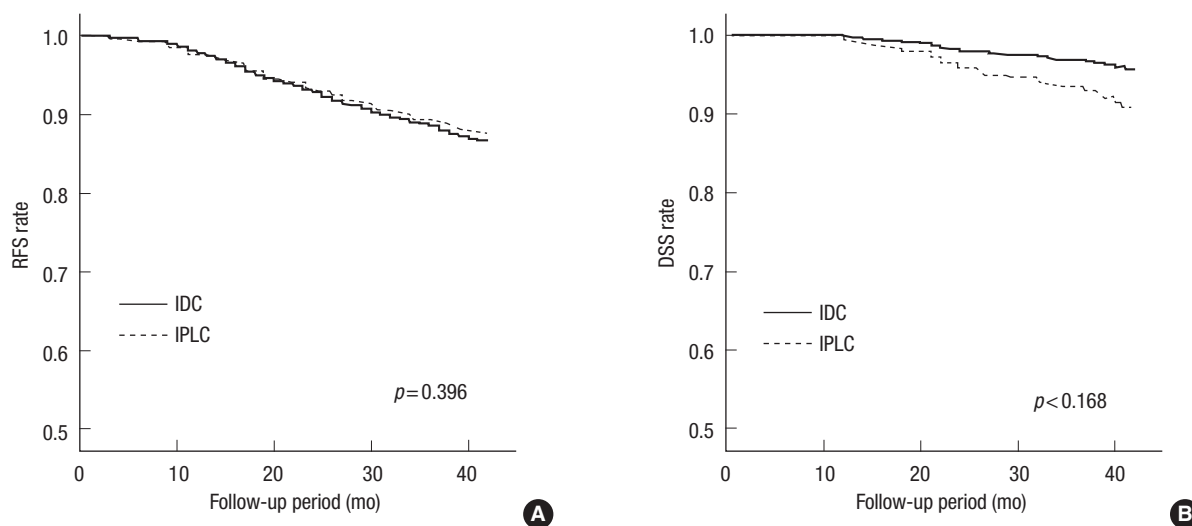 1.0
0.9
0.8
0.7
0.6
0.5
RFS rate
IDC
IPLC
p=0.396
0 10 20 30 40
Follow-up period (mo)
A
1.0
0.9
0.8
0.7
0.6
0.5
DSS rate
IDC
IPLC
p<0.168
0 10 20 30 40
Follow-up period (mo)
B